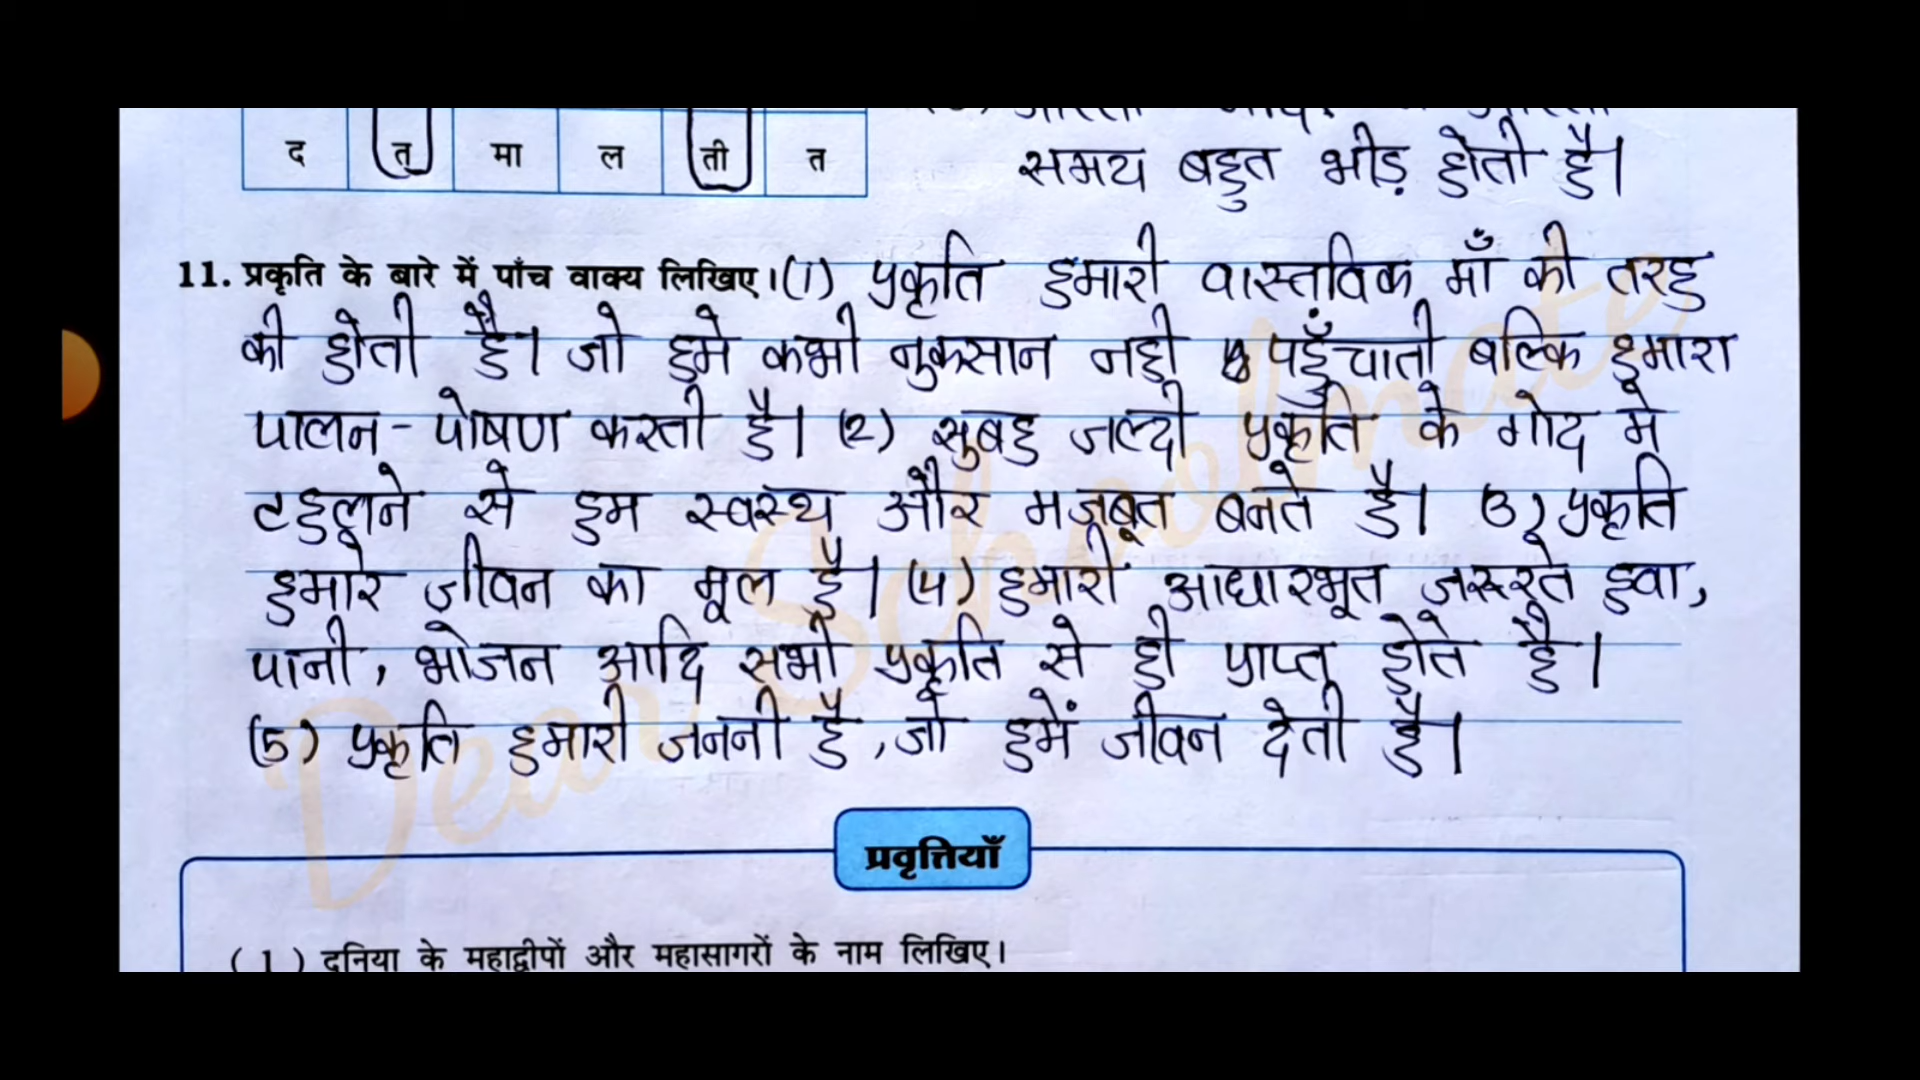 द त मा ल ती त
समय बहुत भीड़ होती है।
11. प्रकृति के बारे में पाँच वाक्य लिखिए। (1) प्रकृति हमारी वास्तविक माँ की तरह
की होती है। जो हमे कभी नुकसान नही पहुँचाती बल्कि हमारा
पालन-पोषण करती है। (2) सुबह जल्दी प्रकृति के गोद मे
टहलने से हम स्वस्थ और मजबूत बनते है। (3) प्रकृति
हमारे जीवन का मूल है। (4) हमारी आधारभूत जरूरते हवा,
पानी, भोजन आदि सभी प्रकृति से ही प्राप्त होते है।
(5) प्रकृति हमारी जननी है, जो हमें जीवन देती है।
Dear Schoolmate
प्रवृत्तियाँ
(1) दुनिया के महाद्वीपों और महासागरों के नाम लिखिए।